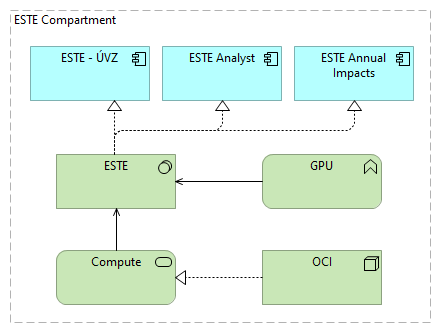 ESTE Compartment
ESTE - ÚVZ
ESTE Analyst
ESTE Annual
Impacts
ESTE
GPU
Compute
OCI